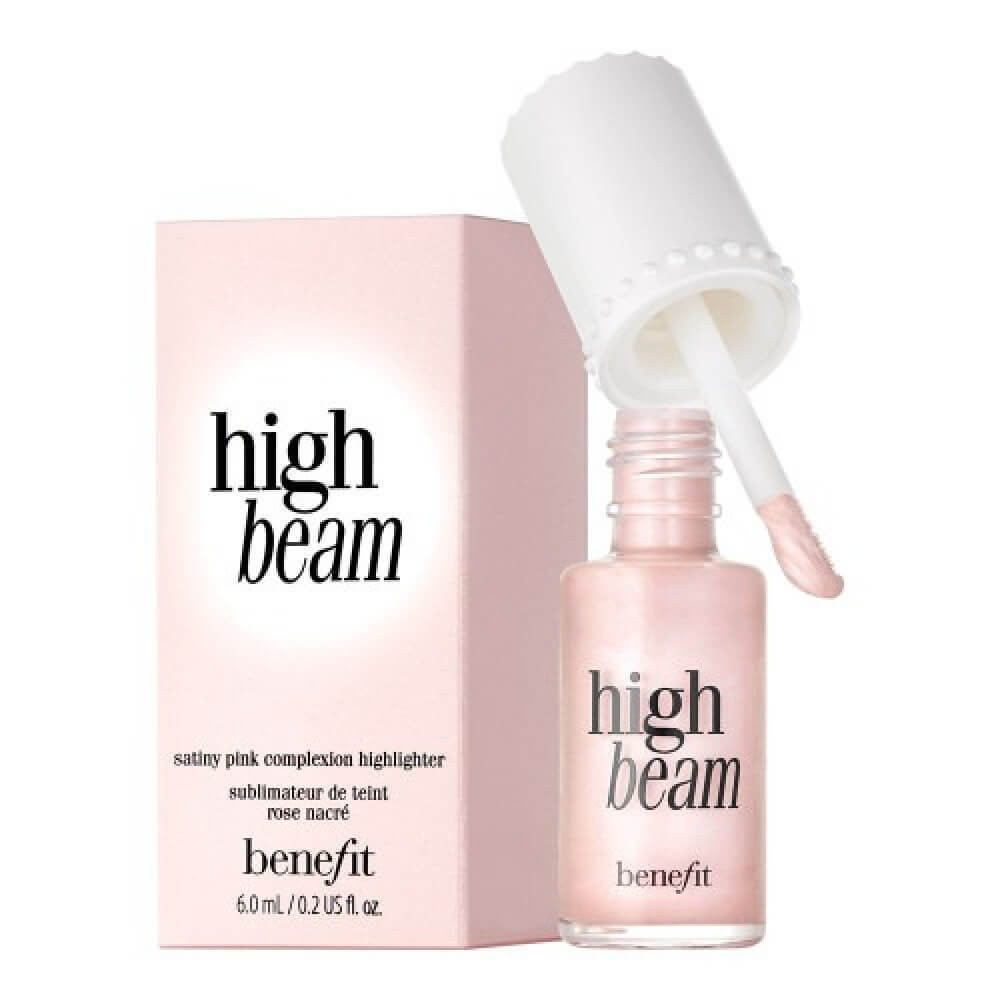 high
beam
satiny pink complexion highlighter
sublimateur de teint
rose nacré
benefit
6.0 mL / 0.2 US fl. oz.
high
beam
benefit